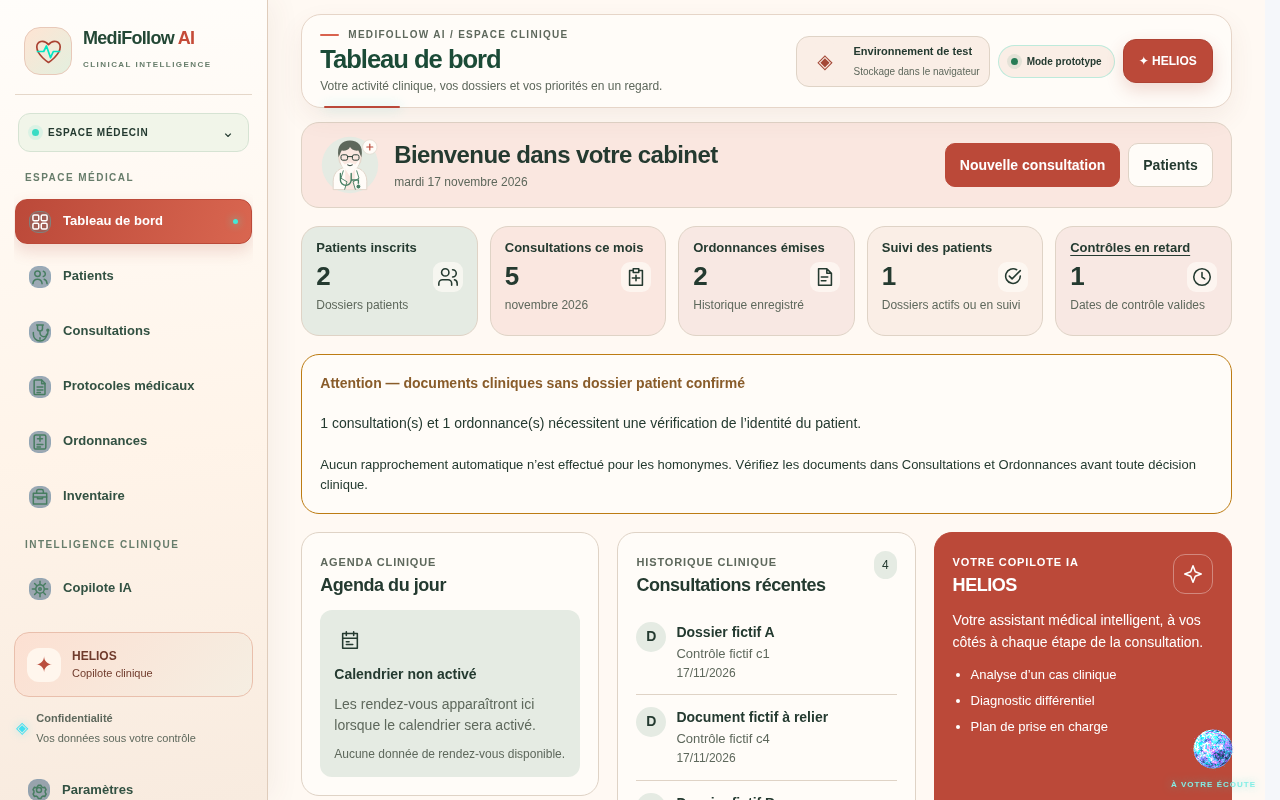 MediFollow AI
CLINICAL INTELLIGENCE
ESPACE MÉDECIN
ESPACE MÉDICAL
Tableau de bord
Patients
Consultations
Protocoles médicaux
Ordonnances
Inventaire
INTELLIGENCE CLINIQUE
Copilote IA
HELIOS
Copilote clinique
Confidentialité
Vos données sous votre contrôle
Paramètres
MEDIFOLLOW AI / ESPACE CLINIQUE
Tableau de bord
Votre activité clinique, vos dossiers et vos priorités en un regard.
Environnement de test
Stockage dans le navigateur
Mode prototype
HELIOS
Bienvenue dans votre cabinet
mardi 17 novembre 2026
Nouvelle consultation
Patients
Patients inscrits
2
Dossiers patients
Consultations ce mois
5
novembre 2026
Ordonnances émises
2
Historique enregistré
Suivi des patients
1
Dossiers actifs ou en suivi
Contrôles en retard
1
Dates de contrôle valides
Attention — documents cliniques sans dossier patient confirmé
1 consultation(s) et 1 ordonnance(s) nécessitent une vérification de l’identité du patient.
Aucun rapprochement automatique n’est effectué pour les homonymes. Vérifiez les documents dans Consultations et Ordonnances avant toute décision
clinique.
AGENDA CLINIQUE
Agenda du jour
Calendrier non activé
Les rendez-vous apparaîtront ici
lorsque le calendrier sera activé.
Aucune donnée de rendez-vous disponible.
HISTORIQUE CLINIQUE
4
Consultations récentes
D
Dossier fictif A
Contrôle fictif c1
17/11/2026
D
Document fictif à relier
Contrôle fictif c4
17/11/2026
Dossier fictif B
VOTRE COPILOTE IA
HELIOS
Votre assistant médical intelligent, à vos
côtés à chaque étape de la consultation.
• Analyse d’un cas clinique
• Diagnostic différentiel
• Plan de prise en charge
À VOTRE ÉCOUTE